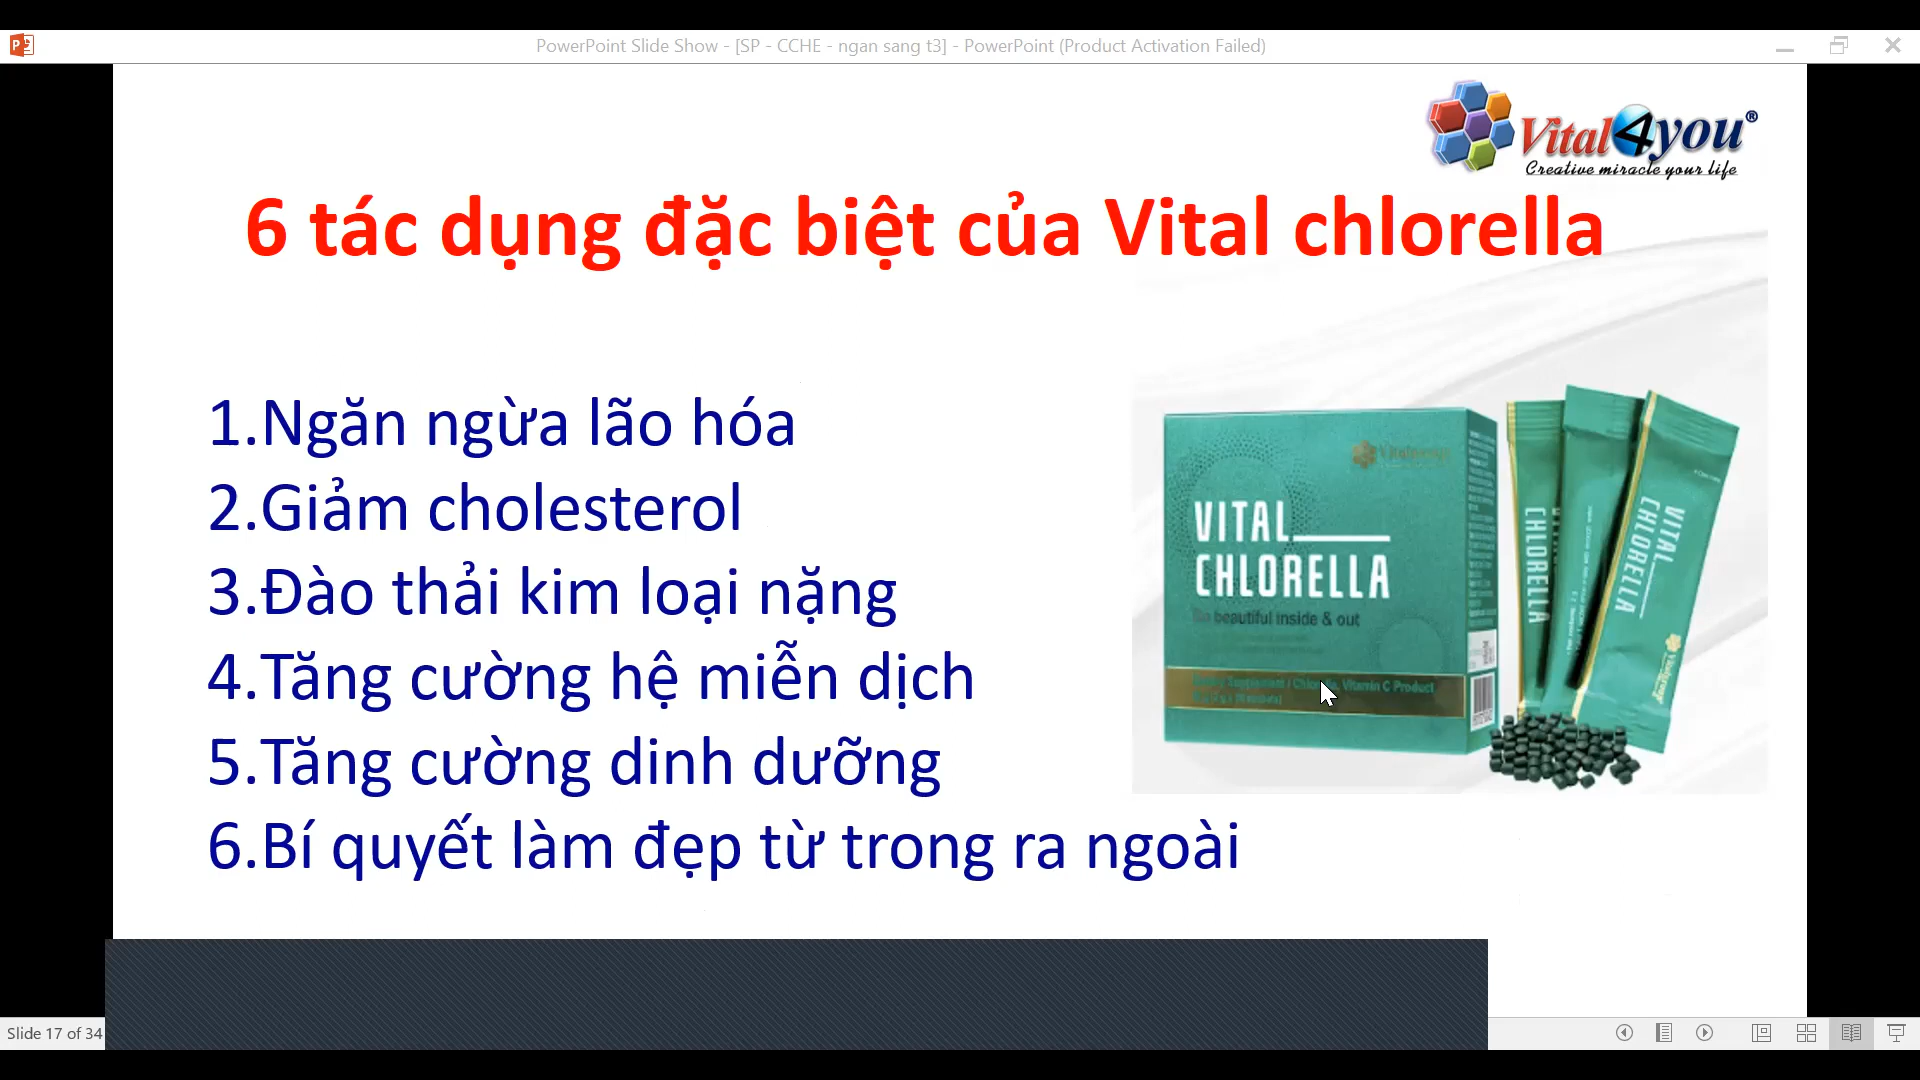 PowerPoint Slide Show - [SP - CCHE - ngan sang t3] - PowerPoint (Product Activation Failed)
Vital4you®
Creative miracle your life
6 tác dụng đặc biệt của Vital chlorella
1.Ngăn ngừa lão hóa
2.Giảm cholesterol
3.Đào thải kim loại nặng
4.Tăng cường hệ miễn dịch
5.Tăng cường dinh dưỡng
6.Bí quyết làm đẹp từ trong ra ngoài
VITAL
CHLORELLA
beautiful inside & out
Vitamin C Product
CHLORELLA
VITAL
CHLORELLA
Slide 17 of 34